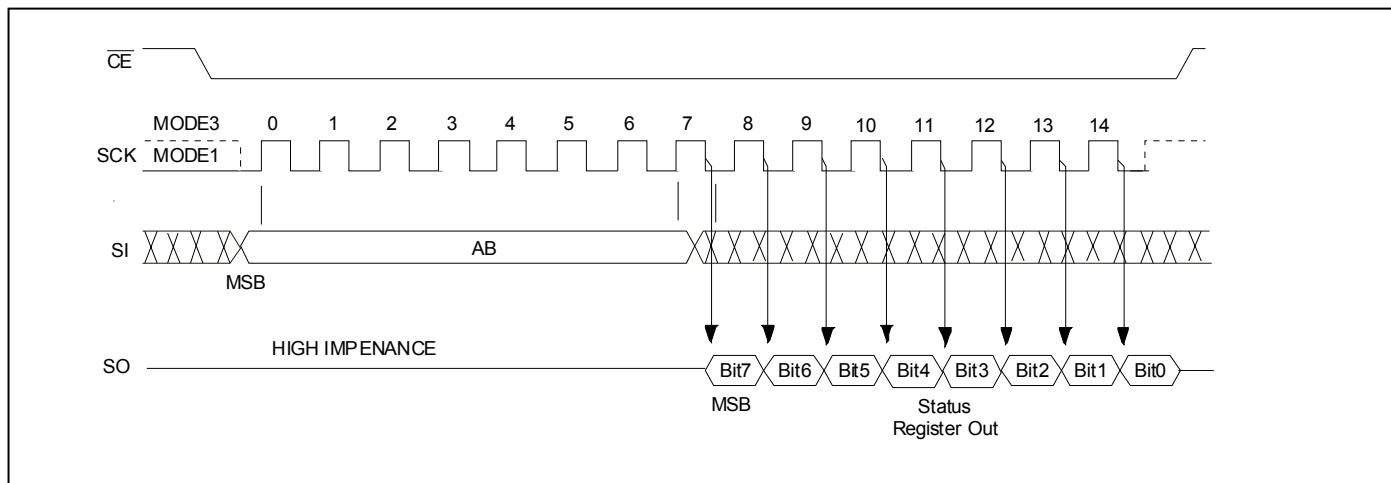 CE
MODE3 0 1 2 3 4 5 6 7 8 9 10 11 12 13 14
SCK MODE1
SI AB
MSB
HIGH IMPENANCE
SO Bit7 Bit6 Bit5 Bit4 Bit3 Bit2 Bit1 Bit0
MSB Status
Register Out